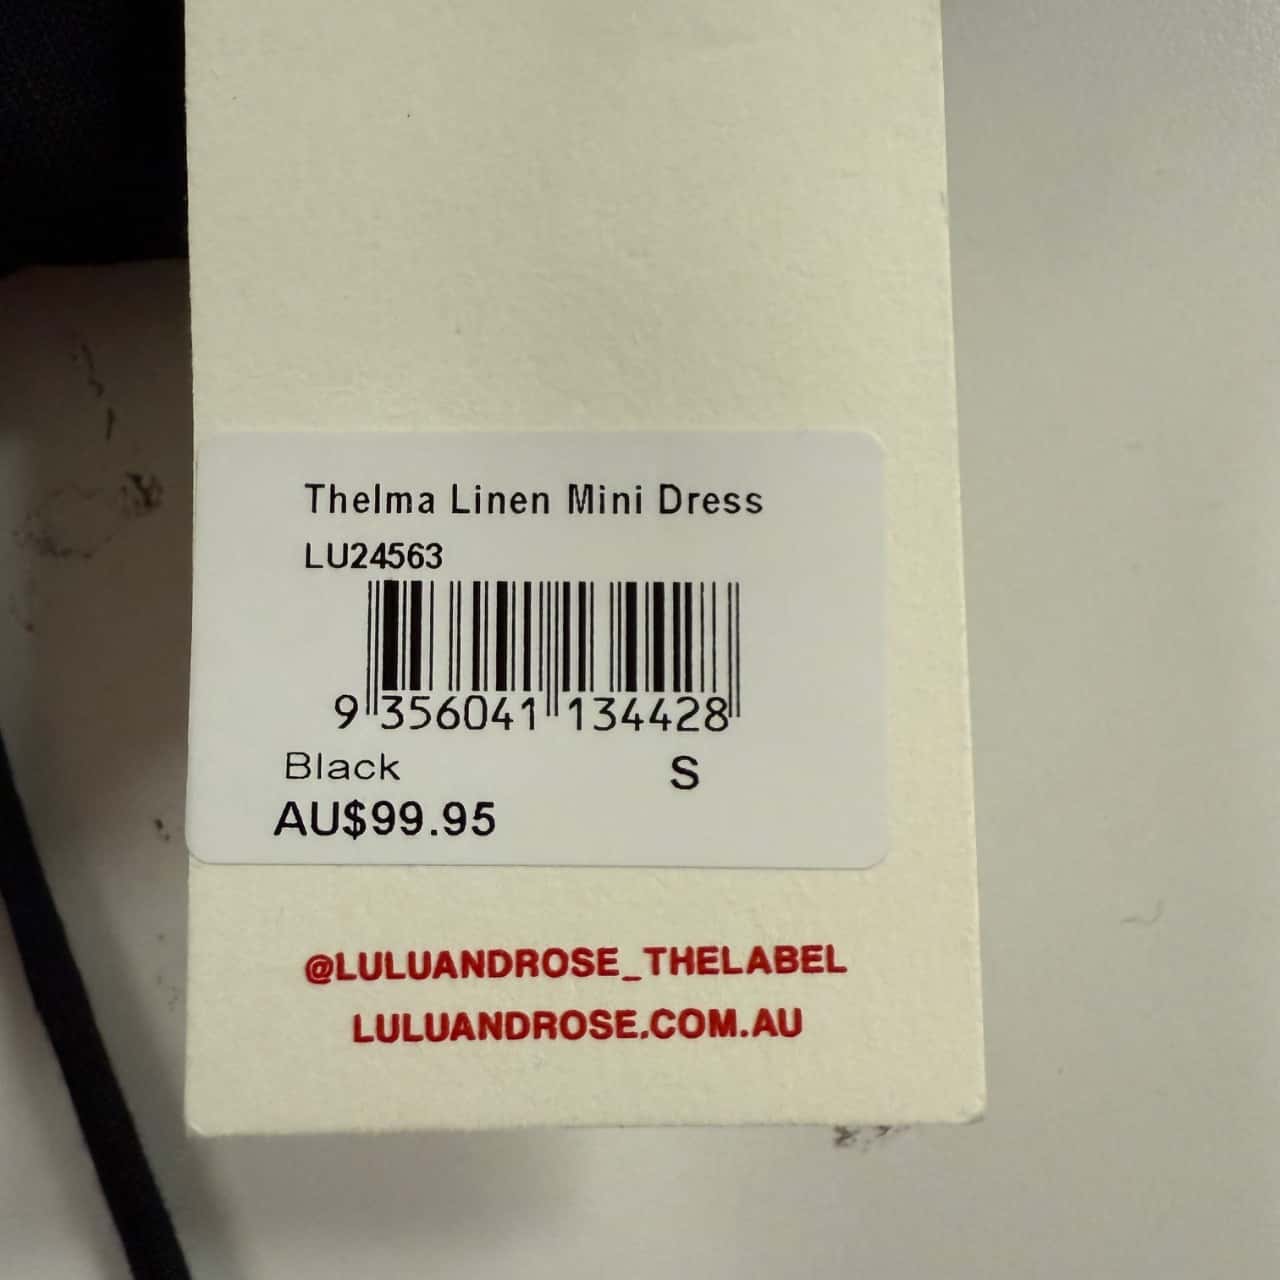 Thelma Linen Mini Dress
LU24563
9 356041 134428
Black S
AU$99.95
@LULUANDROSE_THELABEL
LULUANDROSE.COM.AU